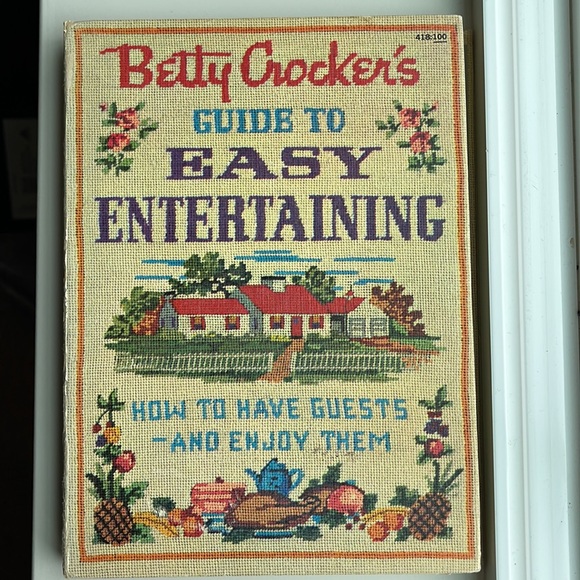 418:100
Betty Crocker's
GUIDE TO
EASY
ENTERTAINING
HOW TO HAVE GUESTS
-AND ENJOY THEM